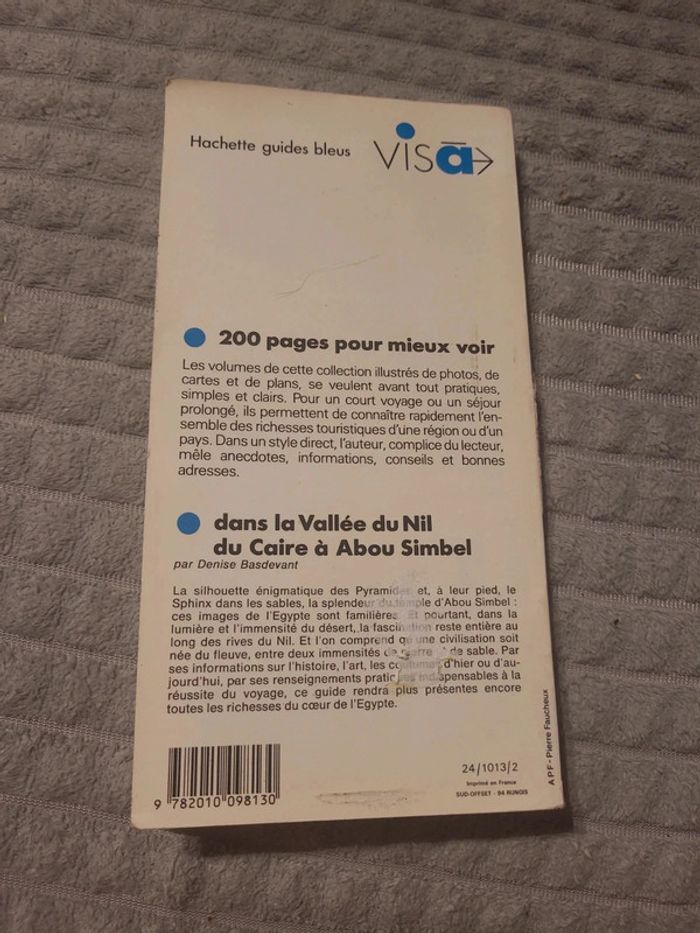 Hachette guides bleus
visa
200 pages pour mieux voir
Les volumes de cette collection illustrés de photos, de
cartes et de plans, se veulent avant tout pratiques,
simples et clairs. Pour un court voyage ou un séjour
prolongé, ils permettent de connaître rapidement l'en-
semble des richesses touristiques d'une région ou d'un
pays. Dans un style direct, l'auteur, complice du lecteur,
mêle anecdotes, informations, conseils et bonnes
adresses.
dans la Vallée du Nil
du Caire à Abou Simbel
par Denise Basdevant
La silhouette énigmatique des Pyramides et, à leur pied, le
Sphinx dans les sables, la splendeur du temple d'Abou Simbel :
ces images de l'Egypte sont familières. Et pourtant, dans la
lumière et l'immensité du désert, la fascination reste entière au
long des rives du Nil. Et l'on comprend qu'une civilisation soit
née du fleuve, entre deux immensités de pierre et de sable. Par
ses informations sur l'histoire, l'art, les coutumes d'hier ou d'au-
jourd'hui, par ses renseignements pratiques indispensables à la
réussite du voyage, ce guide rendra plus présentes encore
toutes les richesses du cœur de l'Egypte.
9 782010 098130
24/1013/2
Imprimé en France
SUD-OFFSET - 94 RUNGIS
APF - Pierre Faucheux